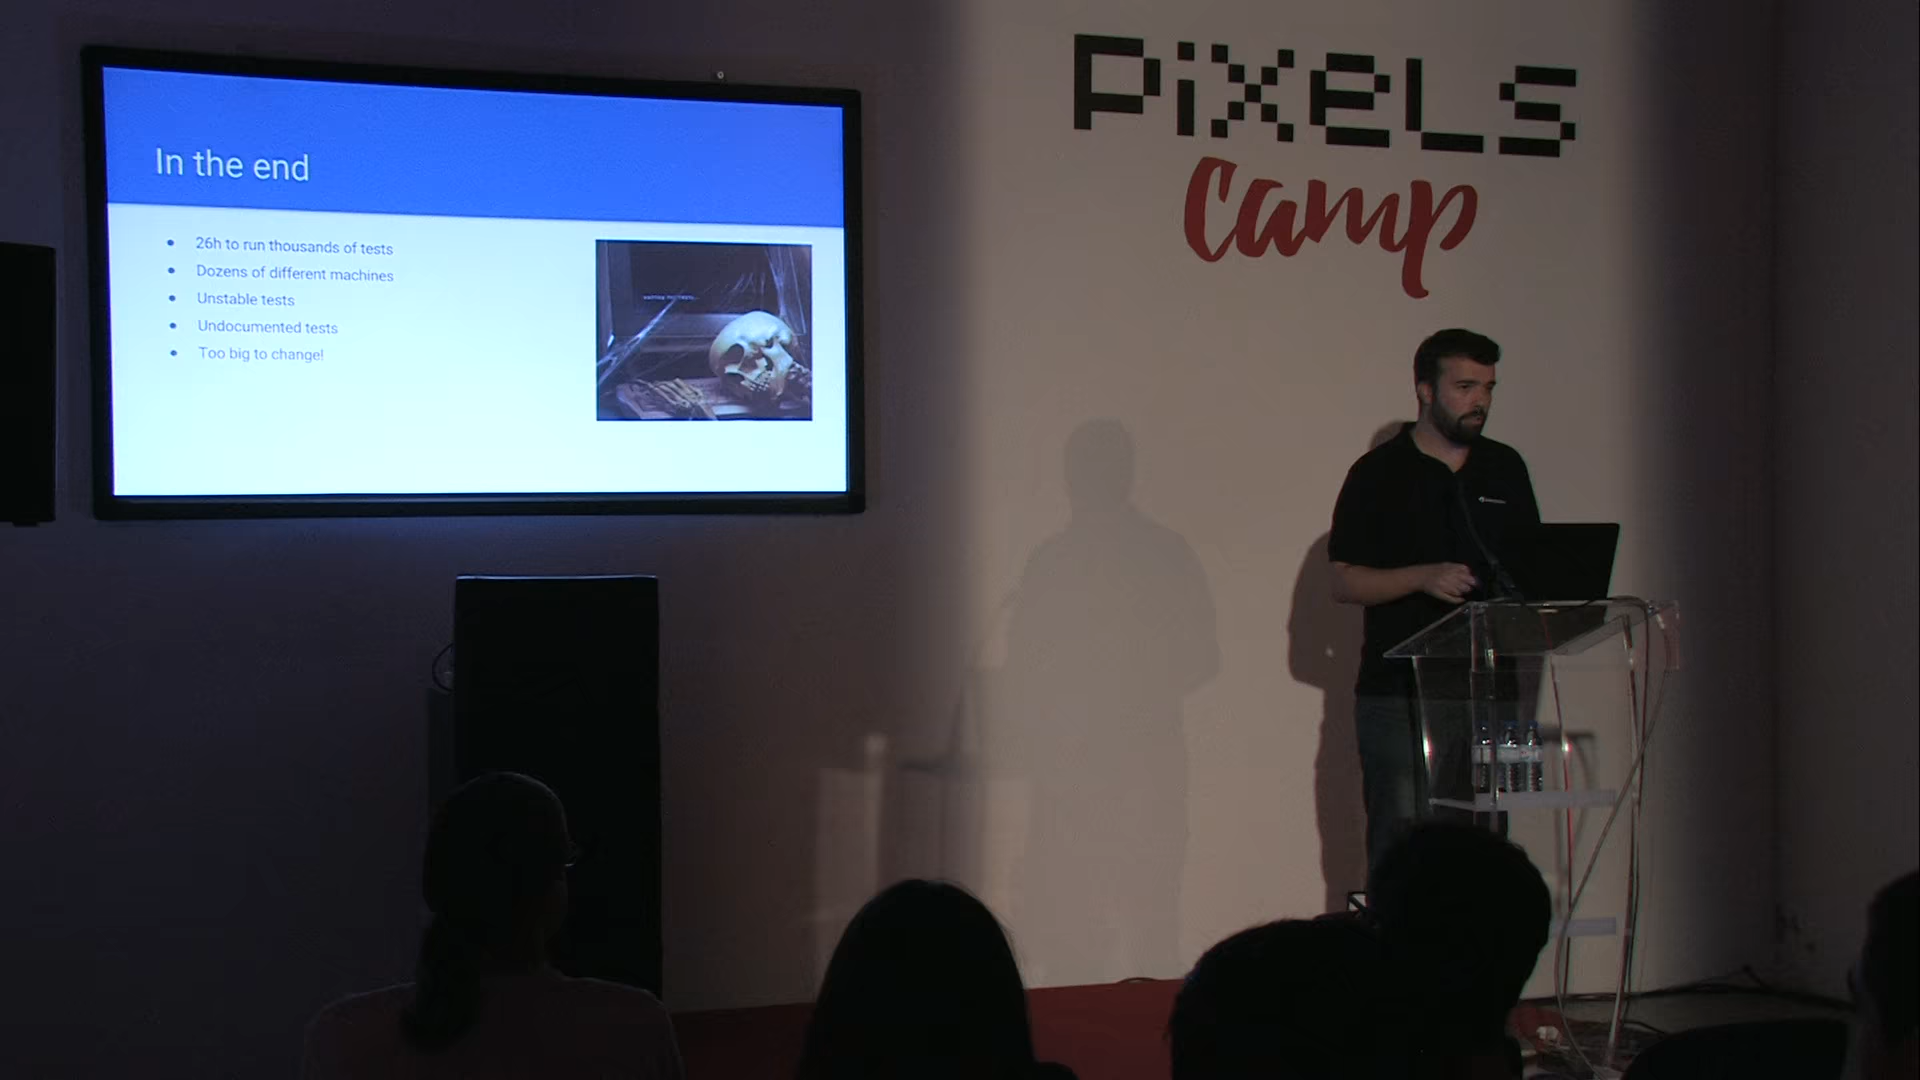 In the end
26h to run thousands of tests
Dozens of different machines
Unstable tests
Undocumented tests
Too big to change!
Pixels
Camp